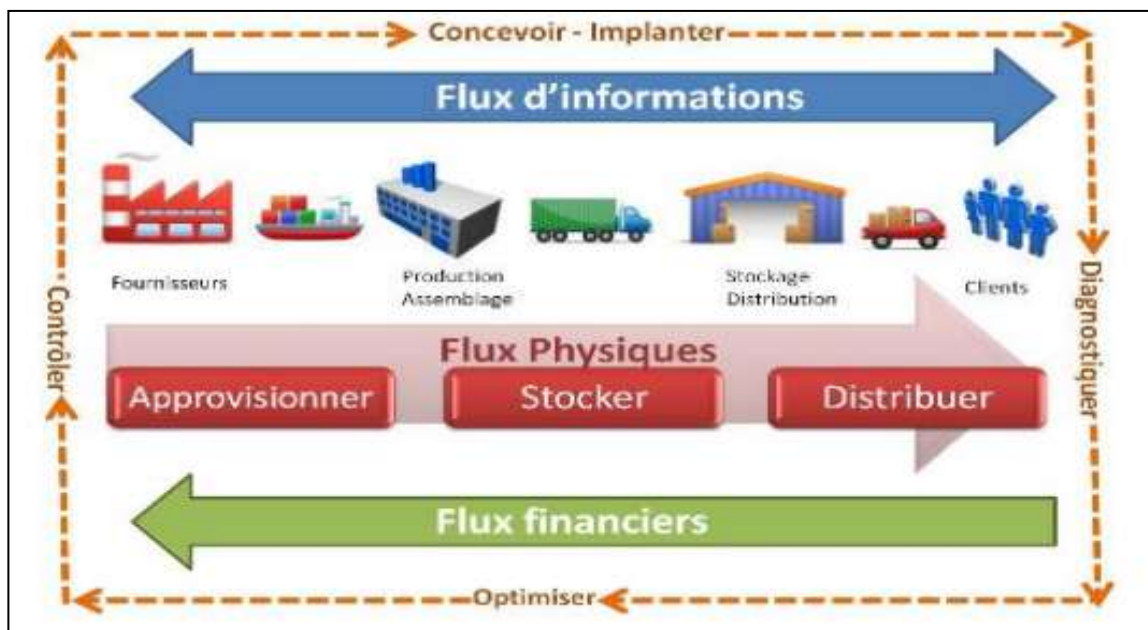 Concevoir - Implanter
Flux d'informations
Fournisseurs
Production
Assemblage
Stockage
Distribution
Clients
Contrôler
Diagnostiquer
Flux Physiques
Approvisionner
Stocker
Distribuer
Flux financiers
Optimiser